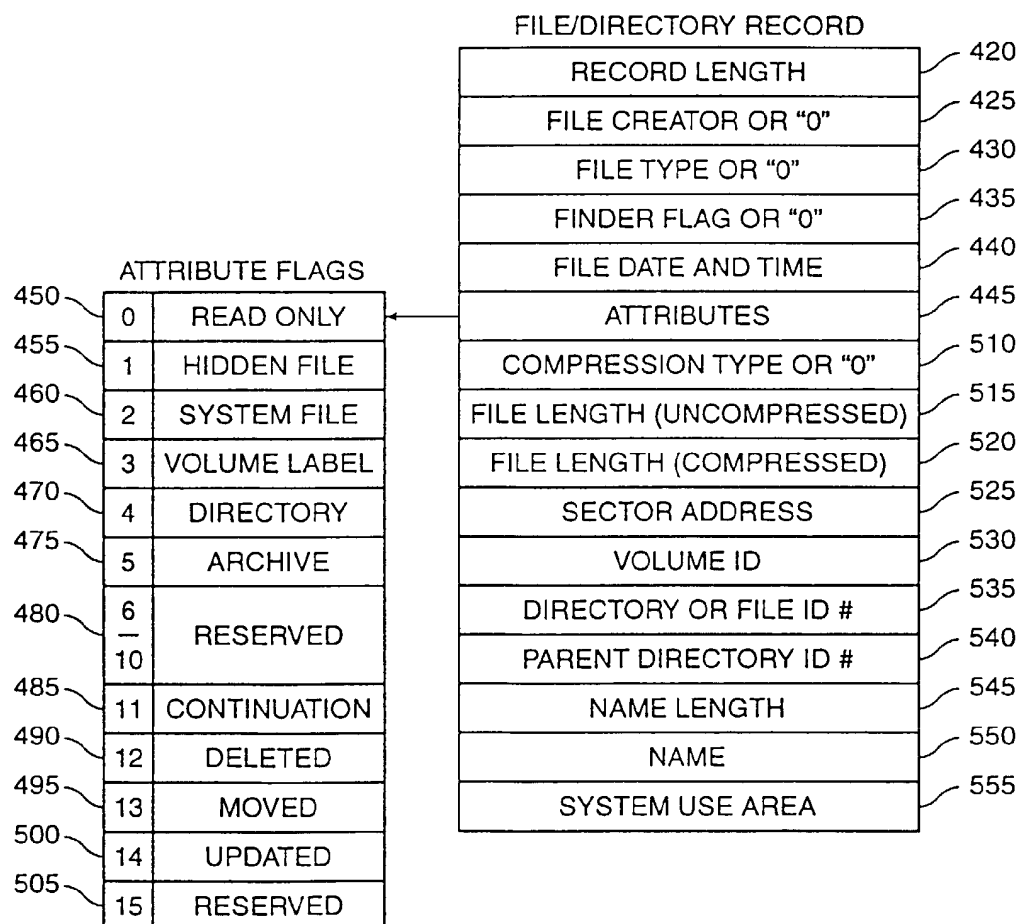 FILE/DIRECTORY RECORD
RECORD LENGTH 420
FILE CREATOR OR “0” 425
FILE TYPE OR “0” 430
FINDER FLAG OR “0” 435
FILE DATE AND TIME 440
ATTRIBUTES 445
COMPRESSION TYPE OR “0” 510
FILE LENGTH (UNCOMPRESSED) 515
FILE LENGTH (COMPRESSED) 520
SECTOR ADDRESS 525
VOLUME ID 530
DIRECTORY OR FILE ID # 535
PARENT DIRECTORY ID # 540
NAME LENGTH 545
NAME 550
SYSTEM USE AREA 555
ATTRIBUTE FLAGS
450 0 READ ONLY
455 1 HIDDEN FILE
460 2 SYSTEM FILE
465 3 VOLUME LABEL
470 4 DIRECTORY
475 5 ARCHIVE
480 6 — 10 RESERVED
485 11 CONTINUATION
490 12 DELETED
495 13 MOVED
500 14 UPDATED
505 15 RESERVED